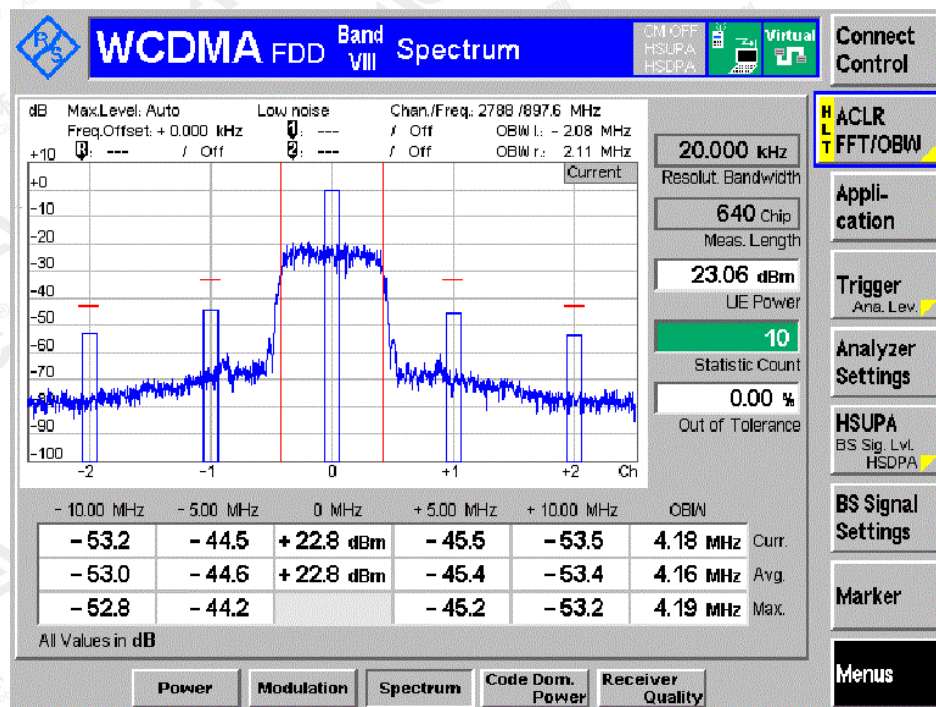 R&S
WCDMA FDD Band VIII Spectrum
CM OFF
HSUPA
HSDPA
Virtual
Connect Control
dB Max.Level: Auto Low noise Chan./Freq.: 2788 /897.6 MHz
Freq.Offset: + 0.000 kHz 1: --- / Off OBW l.: - 2.08 MHz
R: --- / Off 2: --- / Off OBW r.: 2.11 MHz
Current
+10
+0
-10
-20
-30
-40
-50
-60
-70
-80
-90
-100
-2 -1 0 +1 +2 Ch
20.000 kHz
Resolut. Bandwidth
640 Chip
Meas. Length
23.06 dBm
UE Power
10
Statistic Count
0.00 %
Out of Tolerance
- 10.00 MHz - 5.00 MHz 0 MHz + 5.00 MHz + 10.00 MHz OBW
- 53.2 - 44.5 + 22.8 dBm - 45.5 - 53.5 4.18 MHz Curr.
- 53.0 - 44.6 + 22.8 dBm - 45.4 - 53.4 4.16 MHz Avg.
- 52.8 - 44.2 - 45.2 - 53.2 4.19 MHz Max.
All Values in dB
HLT
ACLR
FFT/OBW
Appli-
cation
Trigger
Ana. Lev.
Analyzer
Settings
HSUPA
BS Sig. Lvl.
HSDPA
BS Signal
Settings
Marker
Menus
Power Modulation Spectrum Code Dom. Power Receiver Quality